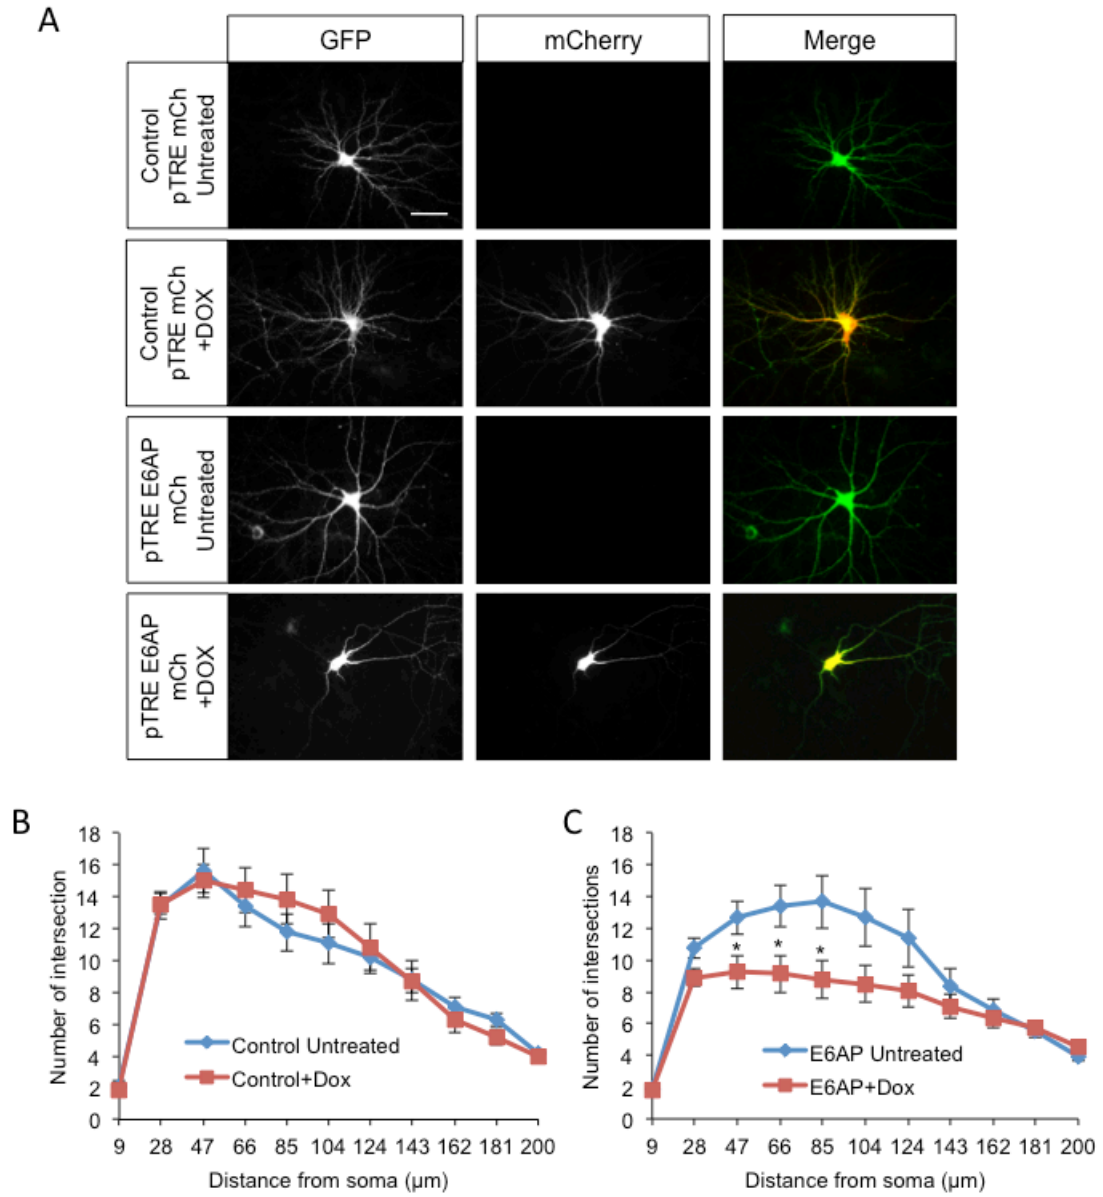 A
GFP
mCherry
Merge
Control
pTRE mCh
Untreated
Control
pTRE mCh
+DOX
pTRE E6AP
mCh
Untreated
pTRE E6AP
mCh
+DOX
B
18
16
14
12
10
8
6
4
2
0
Number of intersection
Control Untreated
Control+Dox
9 28 47 66 85 104 124 143 162 181 200
Distance from soma (µm)
C
18
16
14
12
10
8
6
4
2
0
Number of intersections
* * *
E6AP Untreated
E6AP+Dox
9 28 47 66 85 104 124 143 162 181 200
Distance from soma (µm)